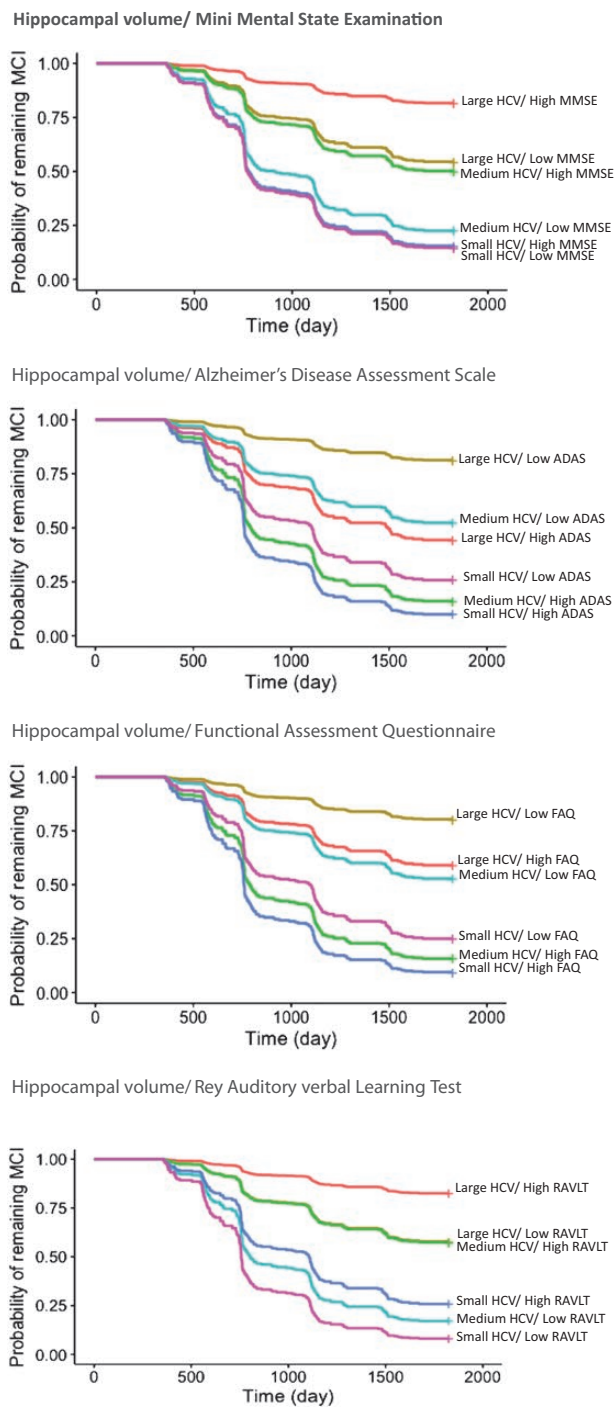 Hippocampal volume/ Mini Mental State Examination
Probability of remaining MCI
1.00
0.75
0.50
0.25
0.00
Large HCV/ High MMSE
Large HCV/ Low MMSE
Medium HCV/ High MMSE
Medium HCV/ Low MMSE
Small HCV/ High MMSE
Small HCV/ Low MMSE
0 500 1000 1500 2000
Time (day)
Hippocampal volume/ Alzheimer's Disease Assessment Scale
Probability of remaining MCI
1.00
0.75
0.50
0.25
0.00
Large HCV/ Low ADAS
Medium HCV/ Low ADAS
Large HCV/ High ADAS
Small HCV/ Low ADAS
Medium HCV/ High ADAS
Small HCV/ High ADAS
0 500 1000 1500 2000
Time (day)
Hippocampal volume/ Functional Assessment Questionnaire
Probability of remaining MCI
1.00
0.75
0.50
0.25
0.00
Large HCV/ Low FAQ
Large HCV/ High FAQ
Medium HCV/ Low FAQ
Small HCV/ Low FAQ
Medium HCV/ High FAQ
Small HCV/ High FAQ
0 500 1000 1500 2000
Time (day)
Hippocampal volume/ Rey Auditory verbal Learning Test
Probability of remaining MCI
1.00
0.75
0.50
0.25
0.00
Large HCV/ High RAVLT
Large HCV/ Low RAVLT
Medium HCV/ High RAVLT
Small HCV/ High RAVLT
Medium HCV/ Low RAVLT
Small HCV/ Low RAVLT
0 500 1000 1500 2000
Time (day)